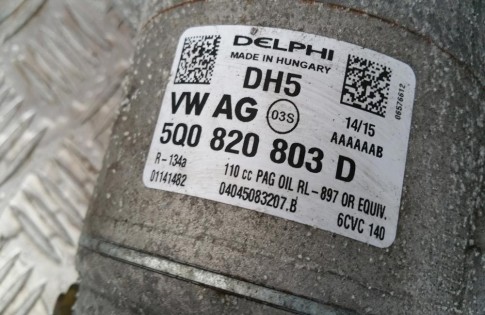 DELPHI
MADE IN HUNGARY
DH5
VW AG 03S 14/15
5Q0 820 803 D AAAAAAB
R-134a 110 cc PAG OIL RL-897 OR EQUIV.
01141482 04045083207.B 6CVC 140
06576612